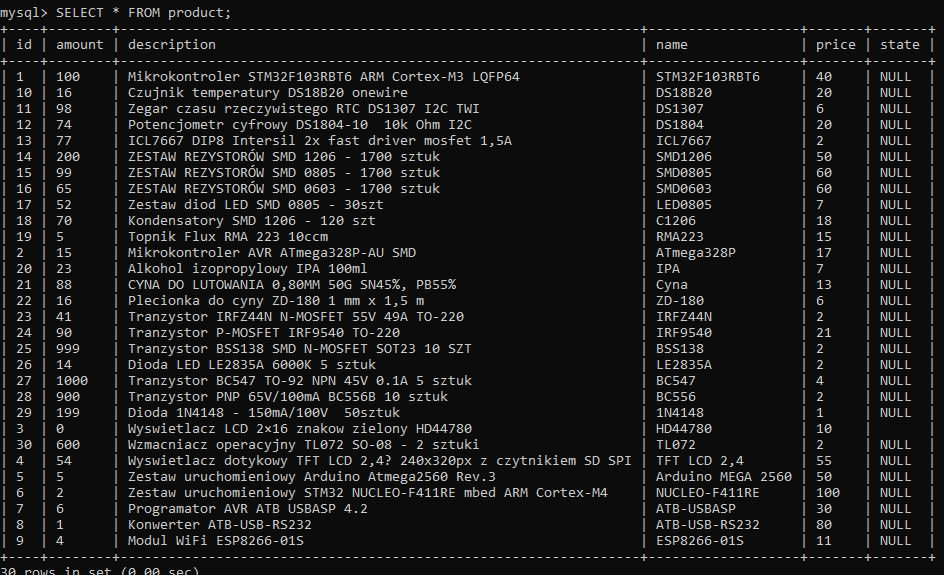 mysql> SELECT * FROM product;
+----+--------+----------------------------------------------------------------+------------------+-------+-------+
| id | amount | description | name | price | state |
+----+--------+----------------------------------------------------------------+------------------+-------+-------+
| 1 | 100 | Mikrokontroler STM32F103RBT6 ARM Cortex-M3 LQFP64 | STM32F103RBT6 | 40 | NULL |
| 10 | 16 | Czujnik temperatury DS18B20 onewire | DS18B20 | 20 | NULL |
| 11 | 98 | Zegar czasu rzeczywistego RTC DS1307 I2C TWI | DS1307 | 6 | NULL |
| 12 | 74 | Potencjometr cyfrowy DS1804-10  10k Ohm I2C | DS1804 | 20 | NULL |
| 13 | 77 | ICL7667 DIP8 Intersil 2x fast driver mosfet 1,5A | ICL7667 | 2 | NULL |
| 14 | 200 | ZESTAW REZYSTORÓW SMD 1206 - 1700 sztuk | SMD1206 | 50 | NULL |
| 15 | 99 | ZESTAW REZYSTORÓW SMD 0805 - 1700 sztuk | SMD0805 | 60 | NULL |
| 16 | 65 | ZESTAW REZYSTORÓW SMD 0603 - 1700 sztuk | SMD0603 | 60 | NULL |
| 17 | 52 | Zestaw diod LED SMD 0805 - 30szt | LED0805 | 7 | NULL |
| 18 | 70 | Kondensatory SMD 1206 - 120 szt | C1206 | 18 | NULL |
| 19 | 5 | Topnik Flux RMA 223 10ccm | RMA223 | 15 | NULL |
| 2 | 15 | Mikrokontroler AVR ATmega328P-AU SMD | ATmega328P | 17 | NULL |
| 20 | 23 | Alkohol izopropylowy IPA 100ml | IPA | 7 | NULL |
| 21 | 88 | CYNA DO LUTOWANIA 0,80MM 50G SN45%, PB55% | Cyna | 13 | NULL |
| 22 | 16 | Plecionka do cyny ZD-180 1 mm x 1,5 m | ZD-180 | 6 | NULL |
| 23 | 41 | Tranzystor IRFZ44N N-MOSFET 55V 49A TO-220 | IRFZ44N | 2 | NULL |
| 24 | 90 | Tranzystor P-MOSFET IRF9540 TO-220 | IRF9540 | 21 | NULL |
| 25 | 999 | Tranzystor BSS138 SMD N-MOSFET SOT23 10 SZT | BSS138 | 2 | NULL |
| 26 | 14 | Dioda LED LE2835A 6000K 5 sztuk | LE2835A | 2 | NULL |
| 27 | 1000 | Tranzystor BC547 TO-92 NPN 45V 0.1A 5 sztuk | BC547 | 4 | NULL |
| 28 | 900 | Tranzystor PNP 65V/100mA BC556B 10 sztuk | BC556 | 2 | NULL |
| 29 | 199 | Dioda 1N4148 - 150mA/100V  50sztuk | 1N4148 | 1 | NULL |
| 3 | 0 | Wyswietlacz LCD 2×16 znakow zielony HD44780 | HD44780 | 10 | |
| 30 | 600 | Wzmacniacz operacyjny TL072 SO-08 - 2 sztuki | TL072 | 2 | NULL |
| 4 | 54 | Wyswietlacz dotykowy TFT LCD 2,4? 240x320px z czytnikiem SD SPI | TFT LCD 2,4 | 55 | NULL |
| 5 | 5 | Zestaw uruchomieniowy Arduino Atmega2560 Rev.3 | Arduino MEGA 2560 | 50 | NULL |
| 6 | 2 | Zestaw uruchomieniowy STM32 NUCLEO-F411RE mbed ARM Cortex-M4 | NUCLEO-F411RE | 100 | NULL |
| 7 | 6 | Programator AVR ATB USBASP 4.2 | ATB-USBASP | 30 | NULL |
| 8 | 1 | Konwerter ATB-USB-RS232 | ATB-USB-RS232 | 80 | NULL |
| 9 | 4 | Modul WiFi ESP8266-01S | ESP8266-01S | 11 | NULL |
+----+--------+----------------------------------------------------------------+------------------+-------+-------+
30 rows in set (0.00 sec)